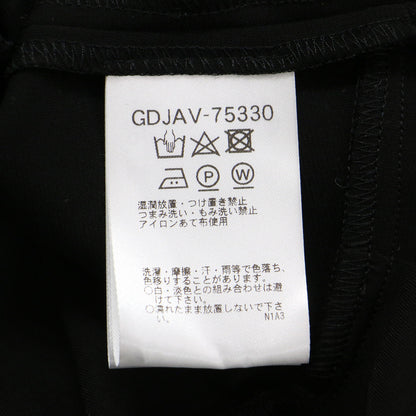 GDJAV-75330
P W
湿潤放置・つけ置き禁止
つまみ洗い・もみ洗い禁止
アイロンあて布使用
洗濯・摩擦・汗・雨等で色落ち、
色移りすることがあります。
○白・淡色との組み合わせは避
けて下さい。
○濡れたまま放置しないで下さ
い。
N1A3